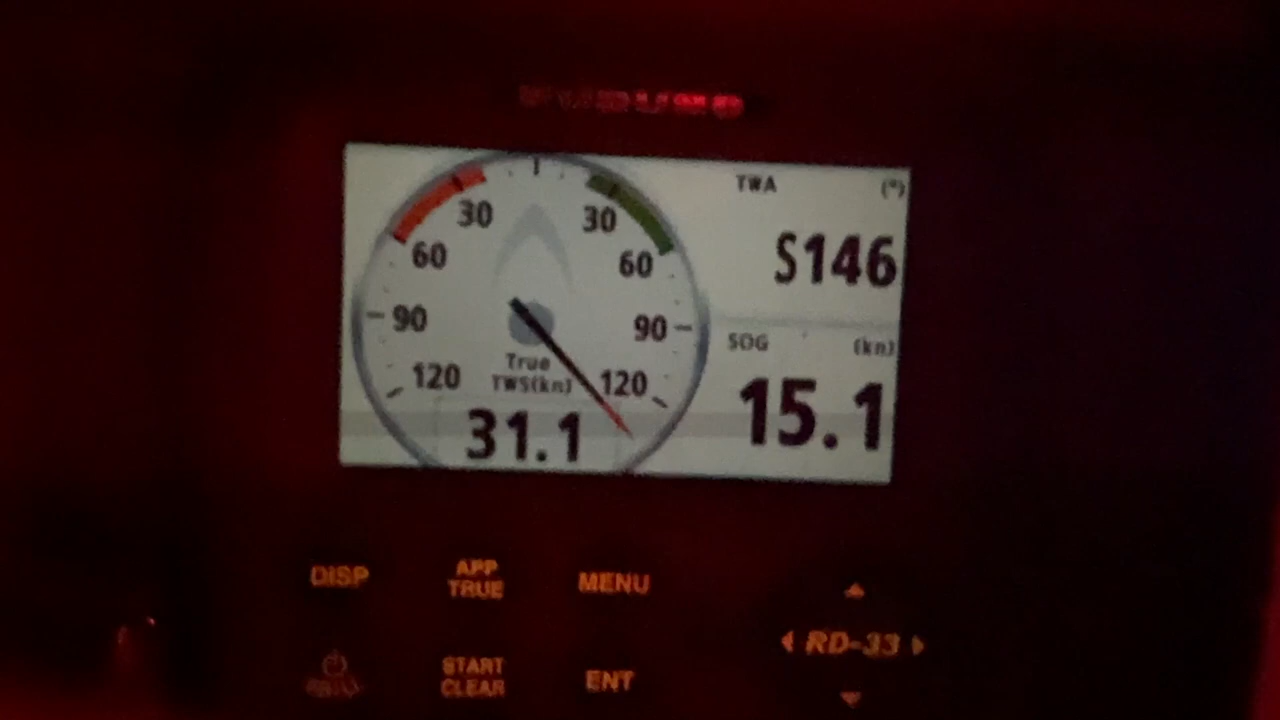 30 30
60 60
90 90
120 120
True
TWS(kn)
31.1
TWA (°)
S146
SOG (kn)
15.1
DISP
APP
TRUE
MENU
START
CLEAR
ENT
RD-33